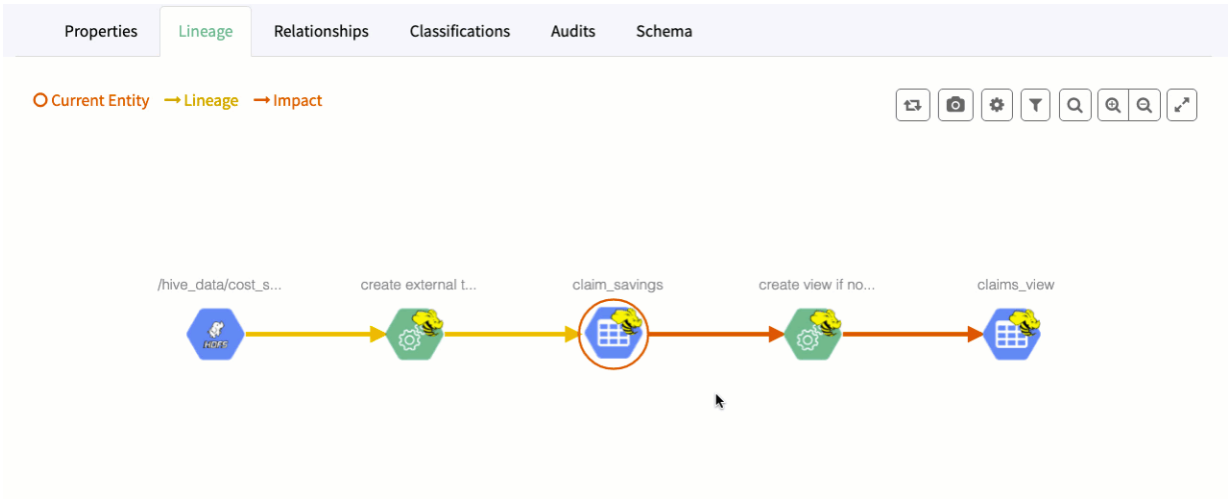 Properties Lineage Relationships Classifications Audits Schema
Current Entity Lineage Impact
/hive_data/cost_s... create external t... claim_savings create view if no... claims_view
HDFS